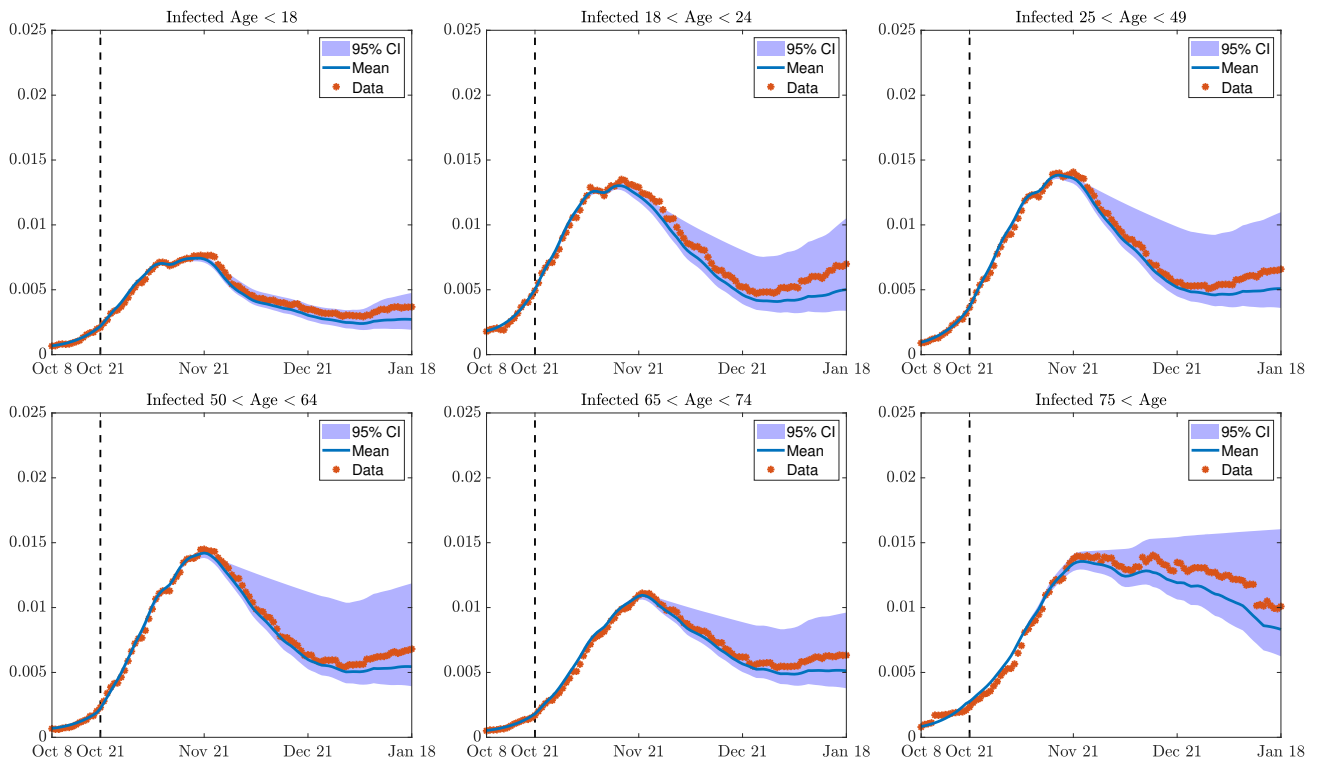 Infected Age < 18
0.025
0.02
0.015
0.01
0.005
0
Oct 8 Oct 21 Nov 21 Dec 21 Jan 18
95% CI
Mean
Data
Infected 18 < Age < 24
0.025
0.02
0.015
0.01
0.005
0
Oct 8 Oct 21 Nov 21 Dec 21 Jan 18
95% CI
Mean
Data
Infected 25 < Age < 49
0.025
0.02
0.015
0.01
0.005
0
Oct 8 Oct 21 Nov 21 Dec 21 Jan 18
95% CI
Mean
Data
Infected 50 < Age < 64
0.025
0.02
0.015
0.01
0.005
0
Oct 8 Oct 21 Nov 21 Dec 21 Jan 18
95% CI
Mean
Data
Infected 65 < Age < 74
0.025
0.02
0.015
0.01
0.005
0
Oct 8 Oct 21 Nov 21 Dec 21 Jan 18
95% CI
Mean
Data
Infected 75 < Age
0.025
0.02
0.015
0.01
0.005
0
Oct 8 Oct 21 Nov 21 Dec 21 Jan 18
95% CI
Mean
Data